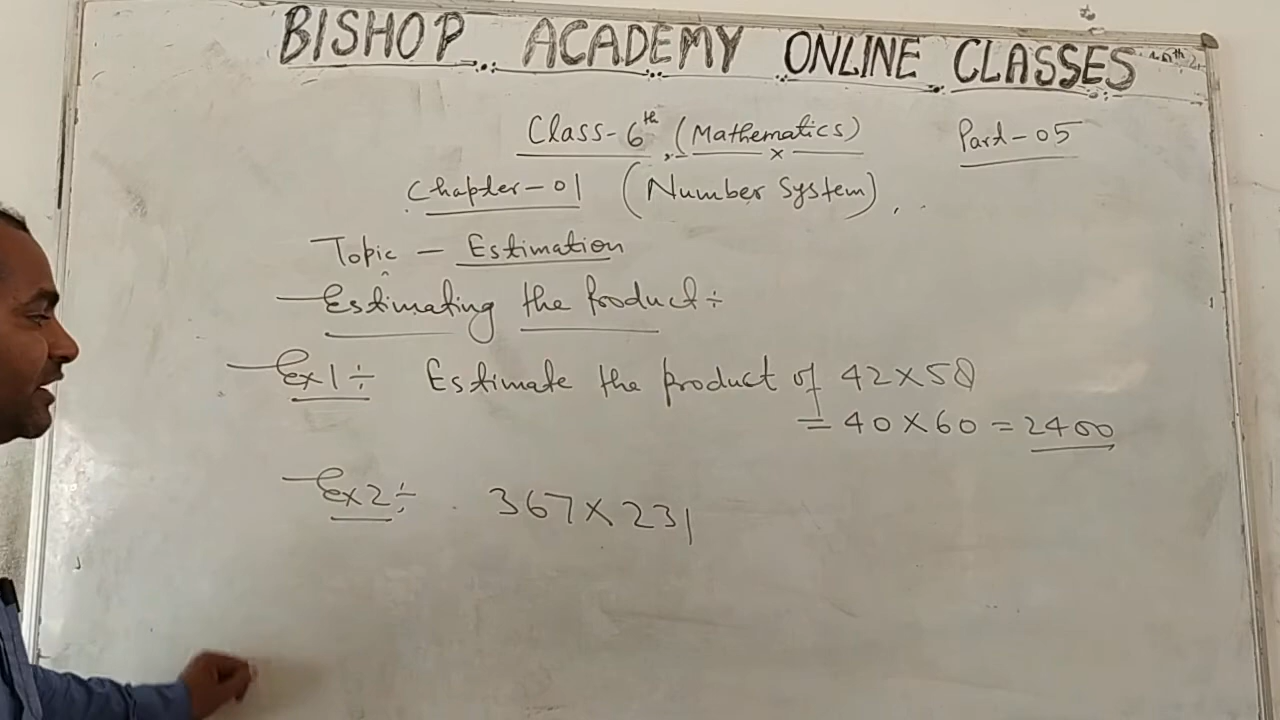 BISHOP ACADEMY ONLINE CLASSES
Class-6th (Mathematics) Part-05
Chapter-01 (Number System)
Topic - Estimation
Estimating the Product ÷
Ex1 ÷ Estimate the product of 42×58
= 40×60 = 2400
Ex2 ÷ 367×231